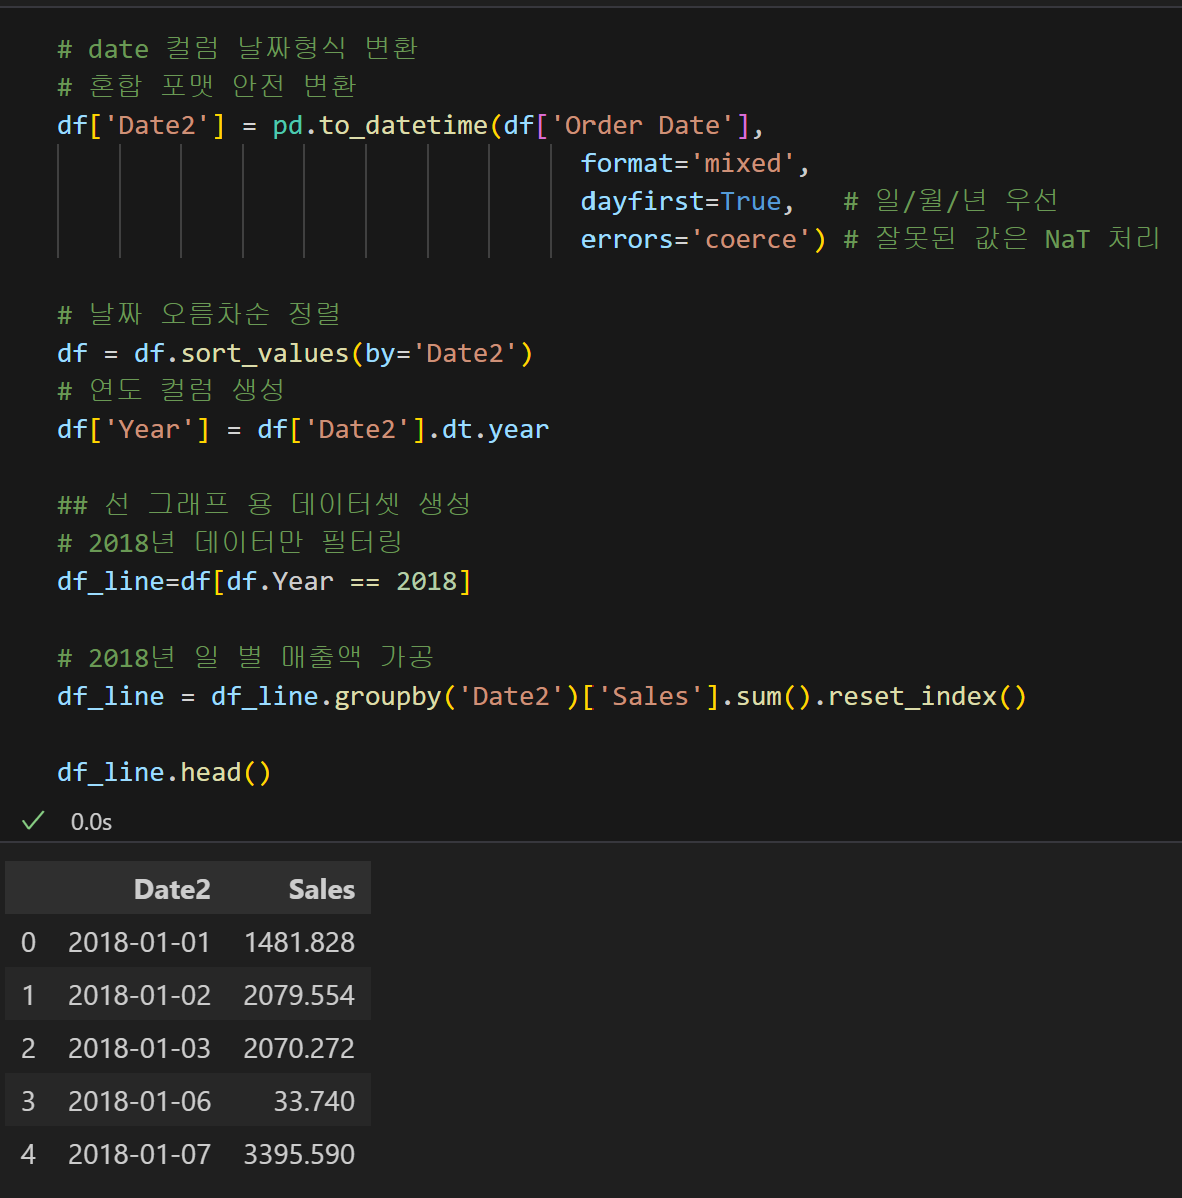 # date 컬럼 날짜형식 변환
# 혼합 포맷 안전 변환
df['Date2'] = pd.to_datetime(df['Order Date'],
format='mixed',
dayfirst=True,   # 일/월/년 우선
errors='coerce') # 잘못된 값은 NaT 처리
# 날짜 오름차순 정렬
df = df.sort_values(by='Date2')
# 연도 컬럼 생성
df['Year'] = df['Date2'].dt.year
## 선 그래프 용 데이터셋 생성
# 2018년 데이터만 필터링
df_line=df[df.Year == 2018]
# 2018년 일 별 매출액 가공
df_line = df_line.groupby('Date2')['Sales'].sum().reset_index()
df_line.head()
0.0s
Date2 Sales
0 2018-01-01 1481.828
1 2018-01-02 2079.554
2 2018-01-03 2070.272
3 2018-01-06 33.740
4 2018-01-07 3395.590